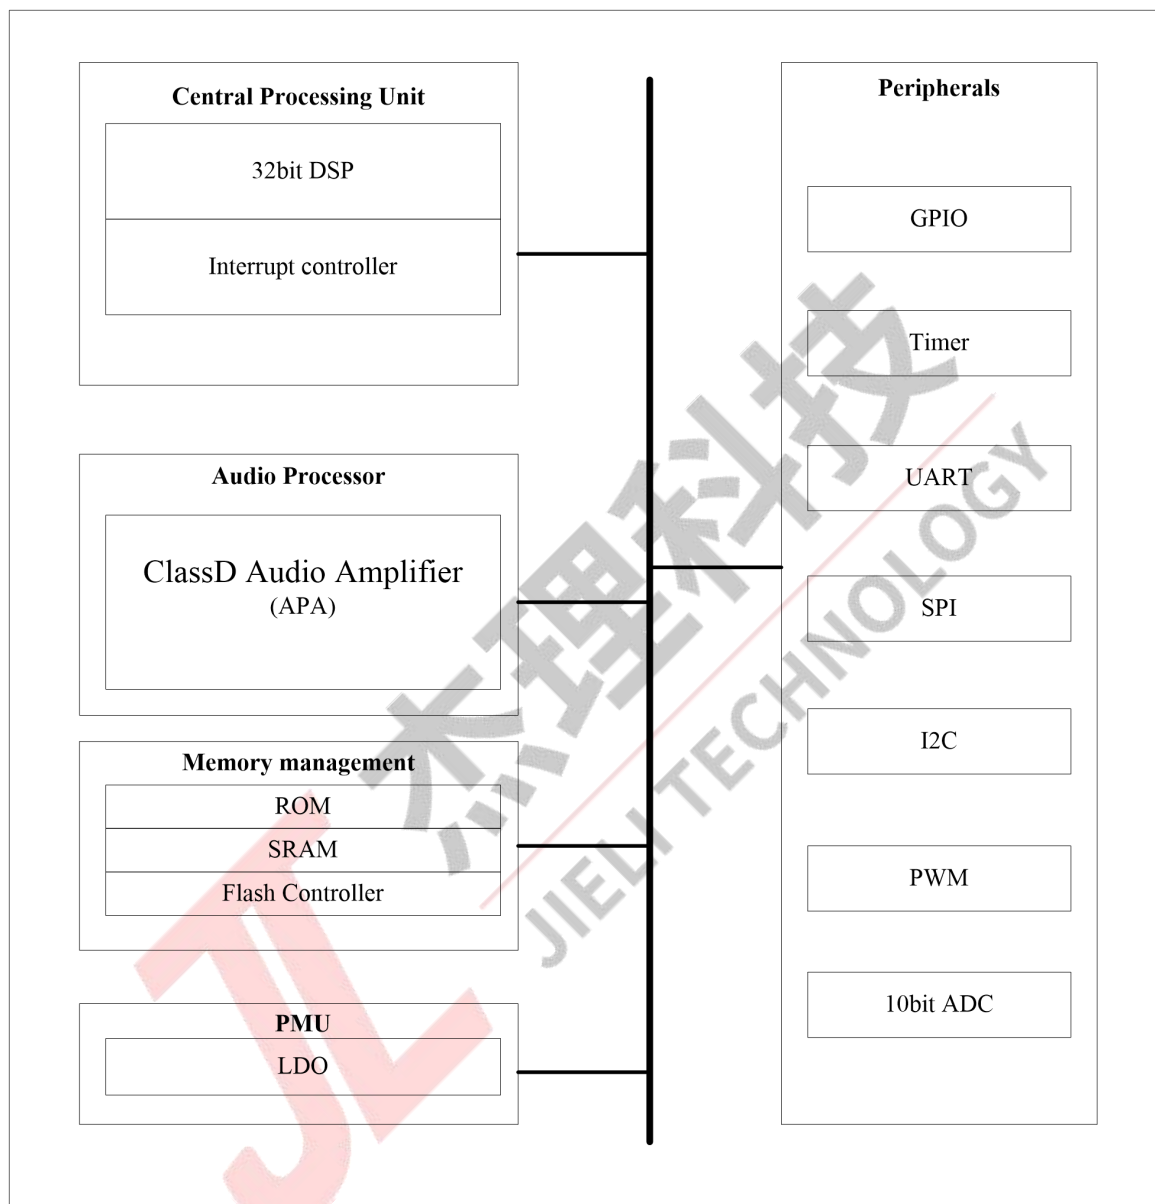 Central Processing Unit
32bit DSP
Interrupt controller
Audio Processor
ClassD Audio Amplifier
(APA)
Memory management
ROM
SRAM
Flash Controller
PMU
LDO
Peripherals
GPIO
Timer
UART
SPI
I2C
PWM
10bit ADC
JL
杰理科技
JIELI TECHNOLOGY